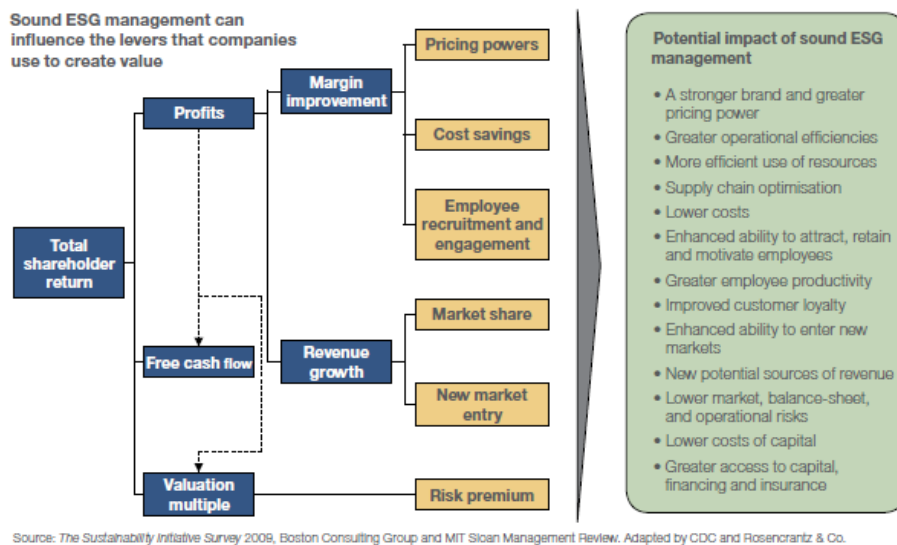 Sound ESG management can
influence the levers that companies
use to create value
Total
shareholder
return
Profits
Free cash flow
Valuation
multiple
Margin
improvement
Revenue
growth
Pricing powers
Cost savings
Employee
recruitment and
engagement
Market share
New market
entry
Risk premium
Potential impact of sound ESG
management
• A stronger brand and greater
pricing power
• Greater operational efficiencies
• More efficient use of resources
• Supply chain optimisation
• Lower costs
• Enhanced ability to attract, retain
and motivate employees
• Greater employee productivity
• Improved customer loyalty
• Enhanced ability to enter new
markets
• New potential sources of revenue
• Lower market, balance-sheet,
and operational risks
• Lower costs of capital
• Greater access to capital,
financing and insurance
Source: The Sustainability Initiative Survey 2009, Boston Consulting Group and MIT Sloan Management Review. Adapted by CDC and Rosencrantz & Co.